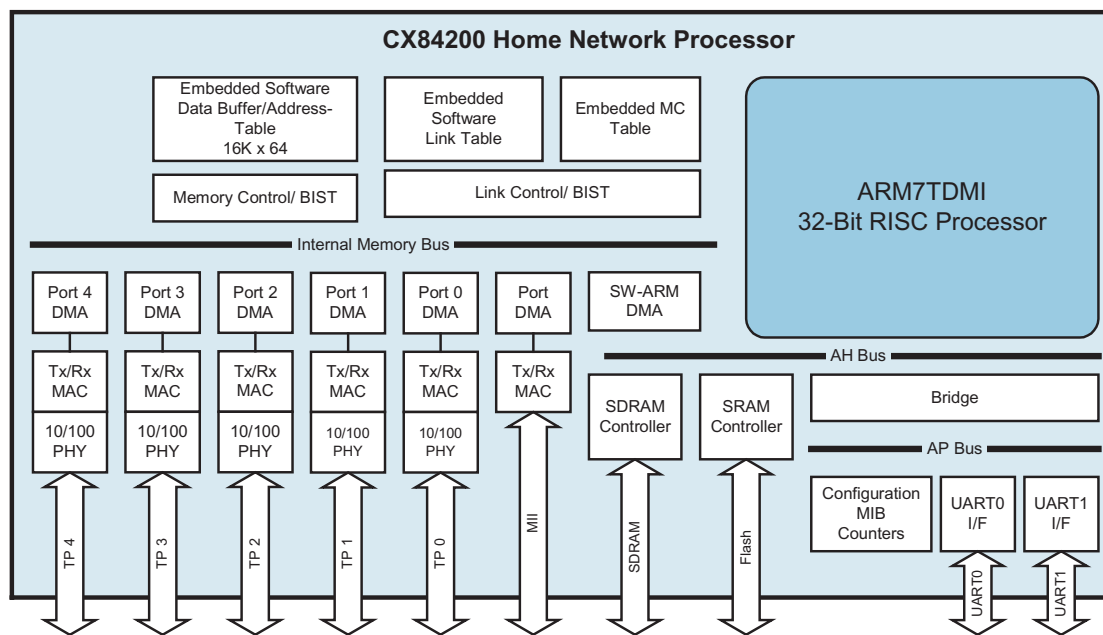 CX84200 Home Network Processor
Embedded Software
Data Buffer/Address-
Table
16K x 64
Embedded
Software
Link Table
Embedded MC
Table
Memory Control/ BIST
Link Control/ BIST
ARM7TDMI
32-Bit RISC Processor
Internal Memory Bus
Port 4
DMA
Port 3
DMA
Port 2
DMA
Port 1
DMA
Port 0
DMA
Port
DMA
SW-ARM
DMA
Tx/Rx
MAC
Tx/Rx
MAC
Tx/Rx
MAC
Tx/Rx
MAC
Tx/Rx
MAC
Tx/Rx
MAC
10/100
PHY
10/100
PHY
10/100
PHY
10/100
PHY
10/100
PHY
AH Bus
SDRAM
Controller
SRAM
Controller
Bridge
AP Bus
Configuration
MIB
Counters
UART0
I/F
UART1
I/F
TP 4
TP 3
TP 2
TP 1
TP 0
MII
SDRAM
Flash
UART0
UART1